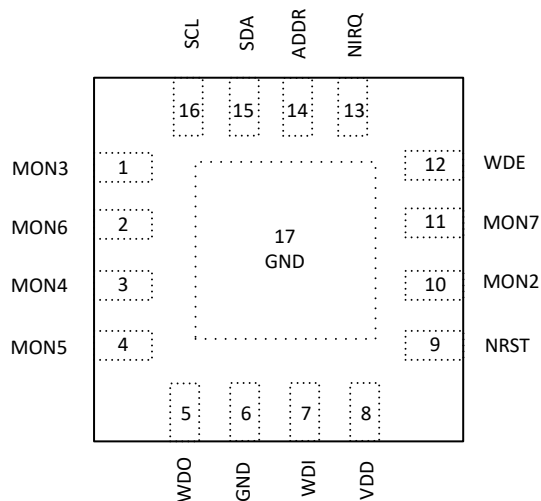 SCL SDA ADDR NIRQ
16 15 14 13
MON3 1 12 WDE
MON6 2 11 MON7
17
GND
MON4 3 10 MON2
MON5 4 9 NRST
5 6 7 8
WDO GND WDI VDD